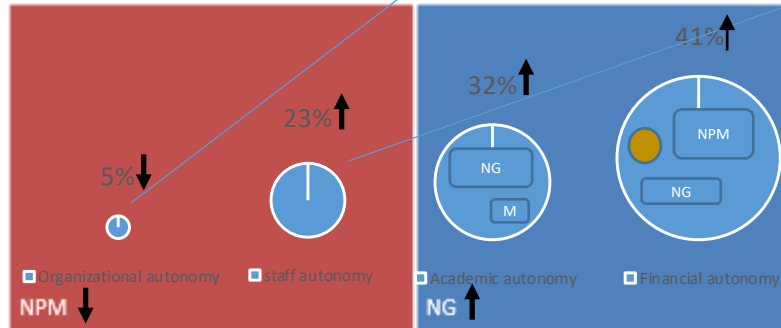 41%
32%
23%
5%
NPM
NG
NG
M
Organizational autonomy
staff autonomy
Academic autonomy
Financial autonomy
NPM
NG